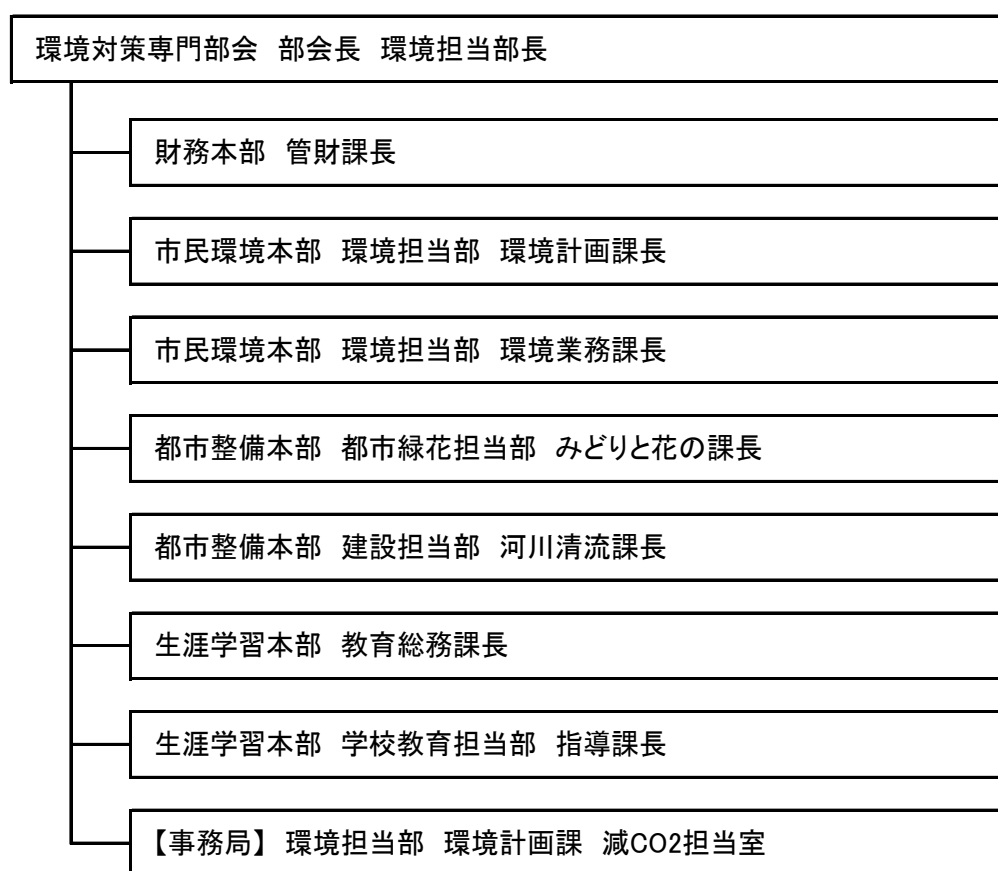 環境対策専門部会 部会長 環境担当部長
財務本部 管財課長
市民環境本部 環境担当部 環境計画課長
市民環境本部 環境担当部 環境業務課長
都市整備本部 都市緑花担当部 みどりと花の課長
都市整備本部 建設担当部 河川清流課長
生涯学習本部 教育総務課長
生涯学習本部 学校教育担当部 指導課長
【事務局】 環境担当部 環境計画課 減CO2担当室